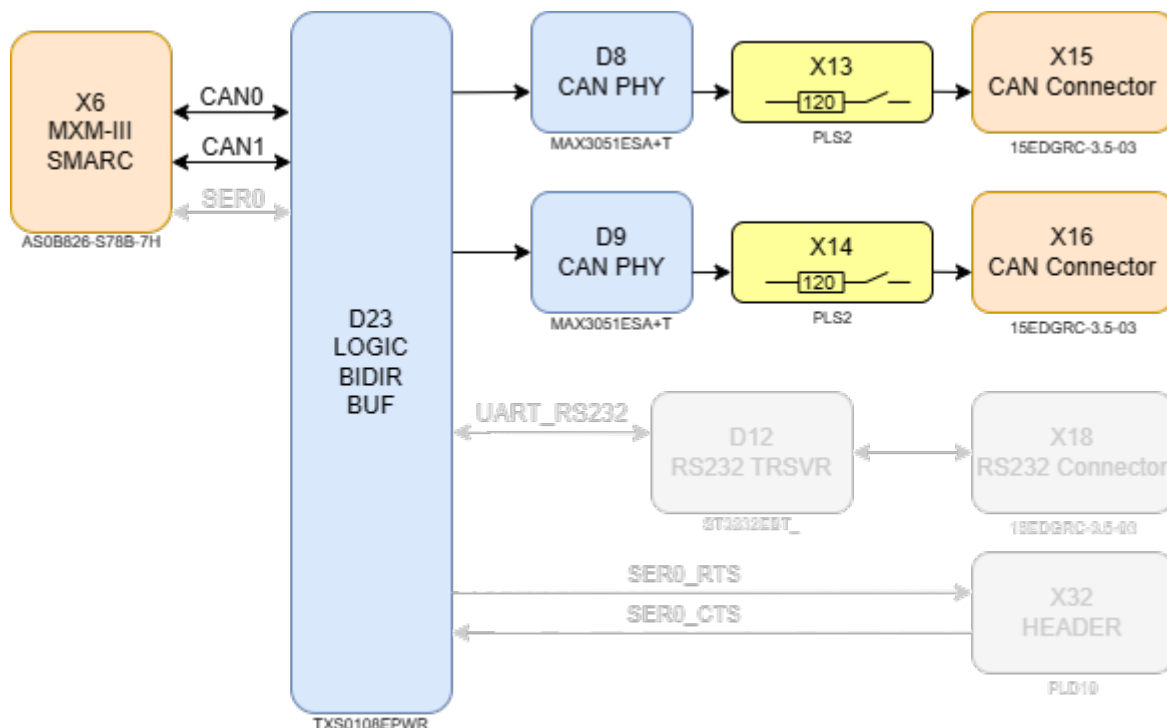 X6
MXM-III
SMARC
AS0B826-S78B-7H
CAN0
CAN1
SER0
D23
LOGIC
BIDIR
BUF
TXS0108EPWR
D8
CAN PHY
MAX3051ESA+T
X13
120
PLS2
X15
CAN Connector
15EDGRC-3.5-03
D9
CAN PHY
MAX3051ESA+T
X14
120
PLS2
X16
CAN Connector
15EDGRC-3.5-03
UART_RS232
D12
RS232 TRSVR
ST3232EBT_
X18
RS232 Connector
15EDGRC-3.5-03
SER0_RTS
SER0_CTS
X32
HEADER
PLD10